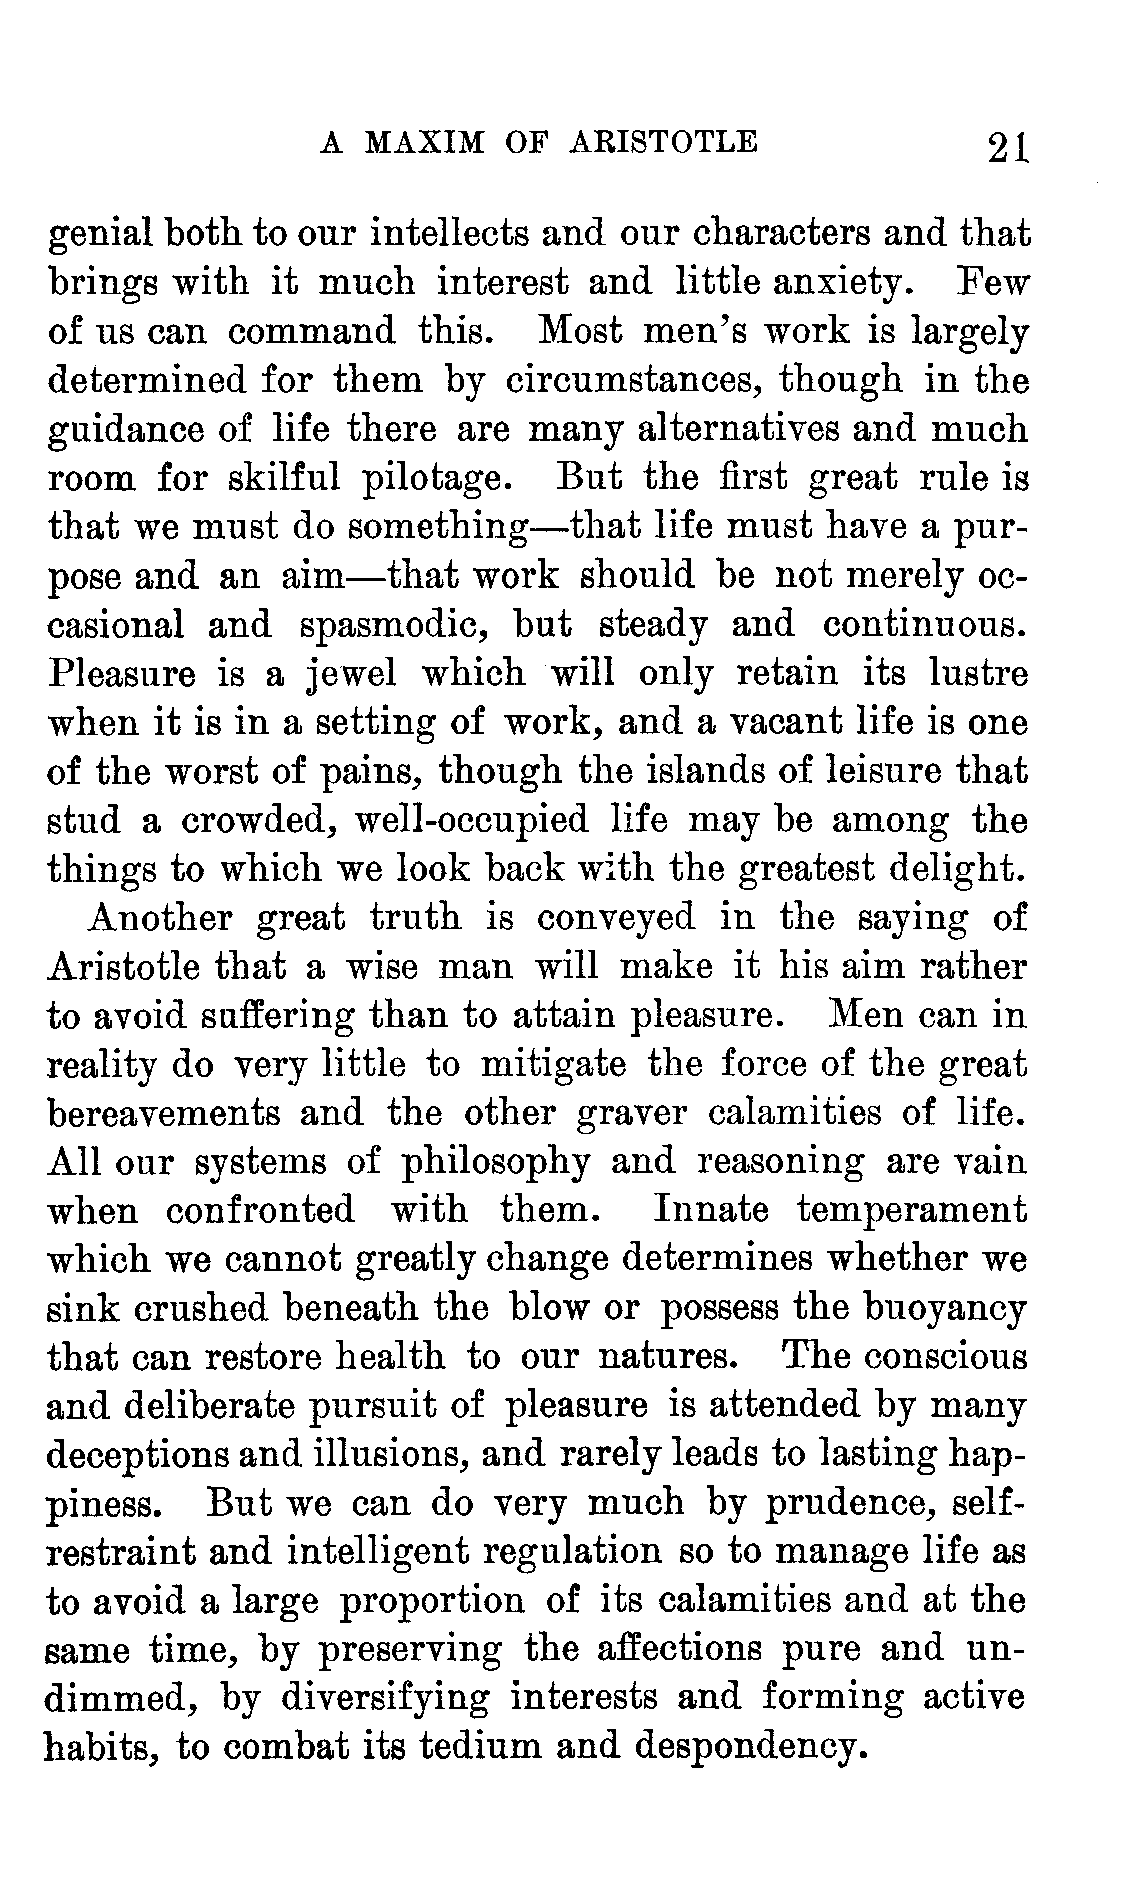 A MAXIM OF ARISTOTLE 21
genial both to our intellects and our characters and that
brings with it much interest and little anxiety. Few
of us can command this. Most men's work is largely
determined for them by circumstances, though in the
guidance of life there are many alternatives and much
room for skilful pilotage. But the first great rule is
that we must do something—that life must have a pur-
pose and an aim—that work should be not merely oc-
casional and spasmodic, but steady and continuous.
Pleasure is a jewel which will only retain its lustre
when it is in a setting of work, and a vacant life is one
of the worst of pains, though the islands of leisure that
stud a crowded, well-occupied life may be among the
things to which we look back with the greatest delight.
Another great truth is conveyed in the saying of
Aristotle that a wise man will make it his aim rather
to avoid suffering than to attain pleasure. Men can in
reality do very little to mitigate the force of the great
bereavements and the other graver calamities of life.
All our systems of philosophy and reasoning are vain
when confronted with them. Innate temperament
which we cannot greatly change determines whether we
sink crushed beneath the blow or possess the buoyancy
that can restore health to our natures. The conscious
and deliberate pursuit of pleasure is attended by many
deceptions and illusions, and rarely leads to lasting hap-
piness. But we can do very much by prudence, self-
restraint and intelligent regulation so to manage life as
to avoid a large proportion of its calamities and at the
same time, by preserving the affections pure and un-
dimmed, by diversifying interests and forming active
habits, to combat its tedium and despondency.